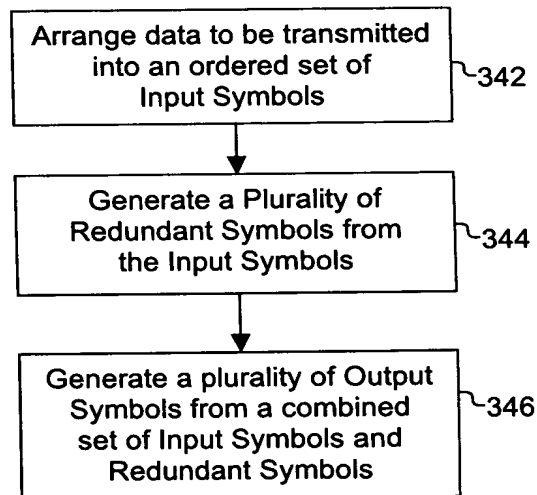 Arrange data to be transmitted
into an ordered set of
Input Symbols
342
Generate a Plurality of
Redundant Symbols from
the Input Symbols
344
Generate a plurality of Output
Symbols from a combined
set of Input Symbols and
Redundant Symbols
346